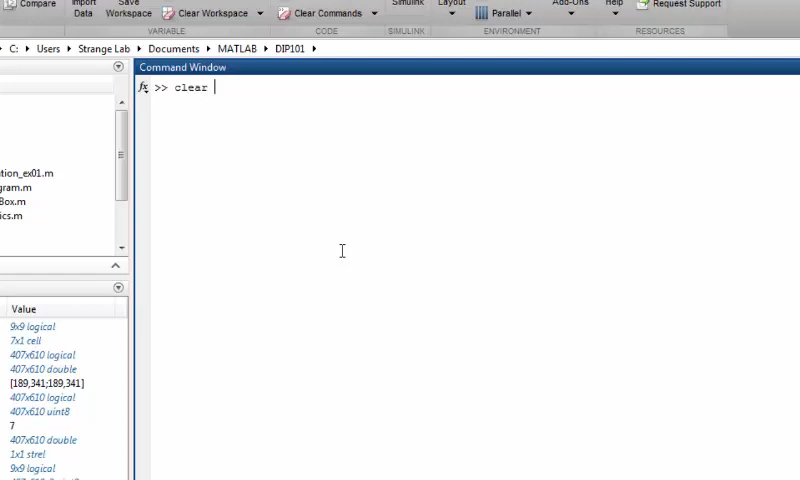 Compare
Import
Data
Save
Workspace
Clear Workspace
Clear Commands
Simulink
Layout
Parallel
Add-Ons
Help
Request Support
VARIABLE
CODE
SIMULINK
ENVIRONMENT
RESOURCES
C: Users Strange Lab Documents MATLAB DIP101
Command Window
fx >> clear
tion_ex01.m
gram.m
Box.m
ics.m
Value
9x9 logical
7x1 cell
407x610 logical
407x610 double
[189,341;189,341]
407x610 logical
407x610 uint8
7
407x610 double
1x1 strel
9x9 logical